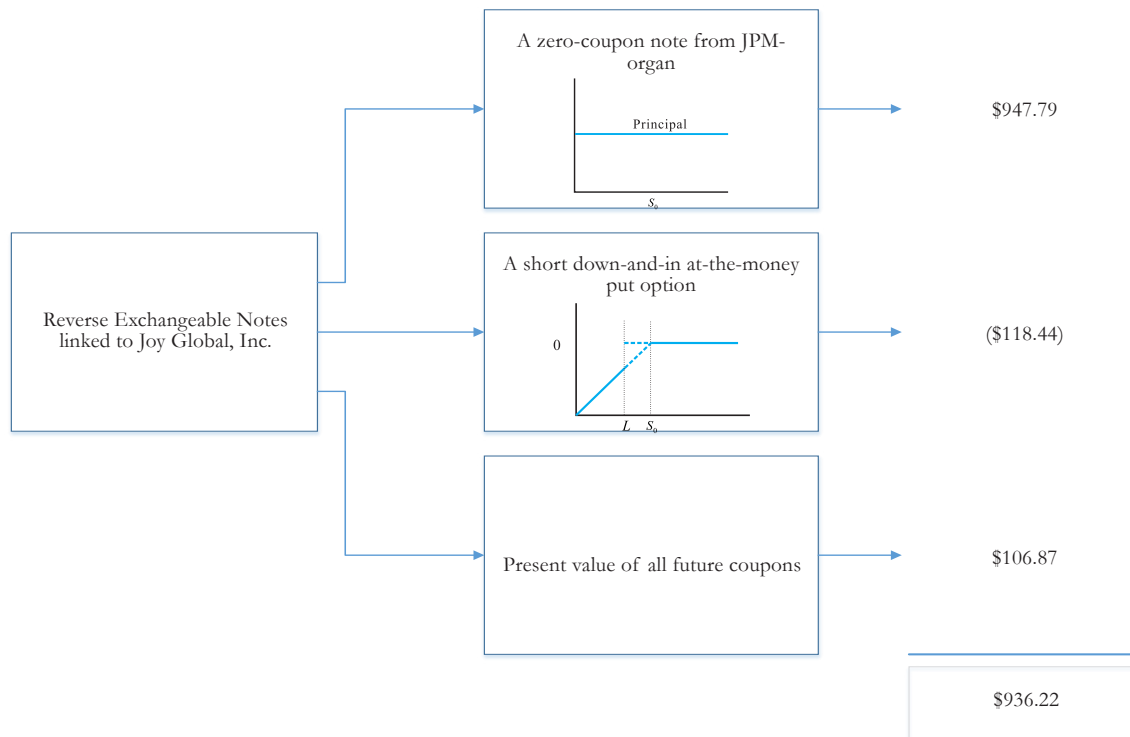 A zero-coupon note from JPM-
organ
Principal
S₀
$947.79
Reverse Exchangeable Notes
linked to Joy Global, Inc.
A short down-and-in at-the-money
put option
0
L S₀
($118.44)
Present value of all future coupons
$106.87
$936.22